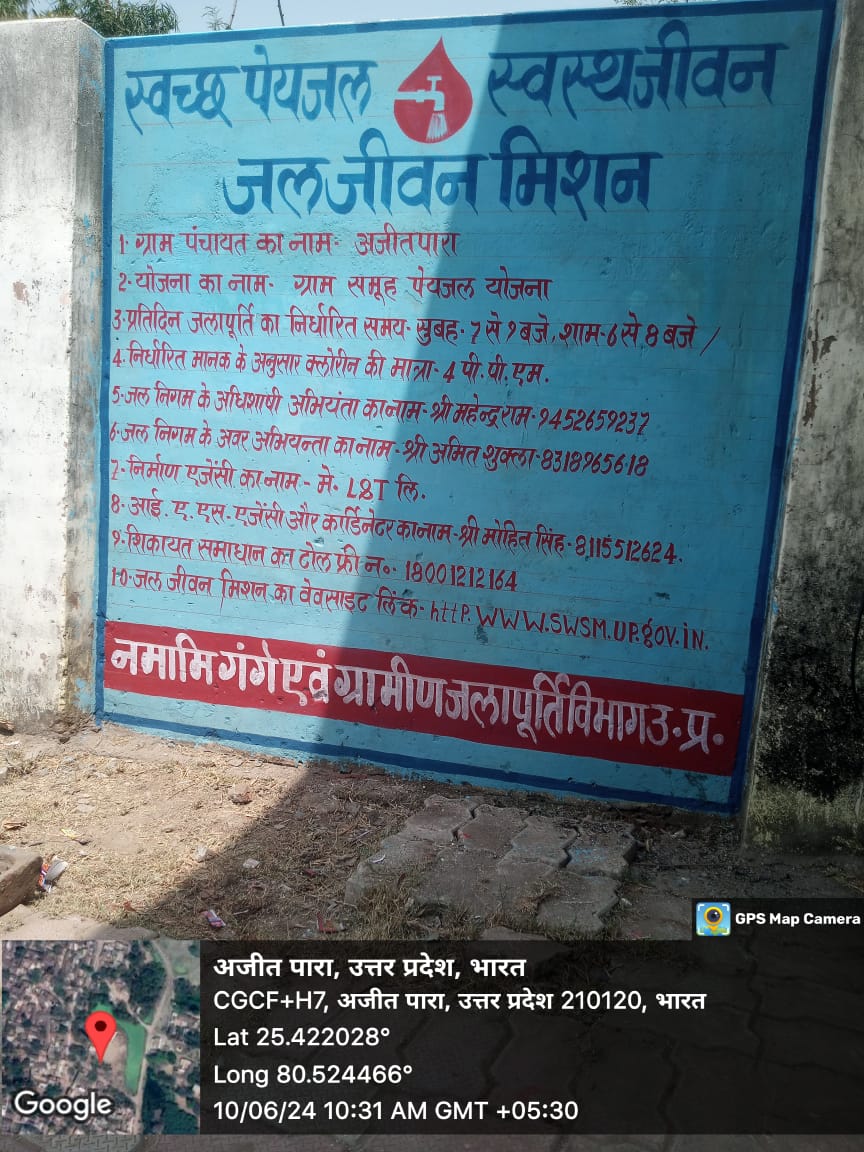 स्वच्छ पेयजल स्वस्थ जीवन
जल जीवन मिशन
1. ग्राम पंचायत का नाम- अजीतपारा
2- योजना का नाम- ग्राम समूह पेयजल योजना
3-प्रतिदिन जलापूर्ति का निर्धारित समय- सुबह- 7 से 9 बजे, शाम-6 से 8 बजे /
4. निर्धारित मानक के अनुसार क्लोरीन की मात्रा- 4 पी.पी.एम.
5-जल निगम के अधिशाषी अभियंता का नाम-श्री महेन्द्र राम-9452659237
6-जल निगम के अवर अभियन्ता का नाम-श्री अमित शुक्ला-8318965618
7-निर्माण एजेंसी का नाम- मे. L&T लि.
8- आई. ए. एस.एजेंसी और कार्डिनेटर का नाम-श्री मोहित सिंह-8115512624.
9-शिकायत समाधान का टोल फ्री न०- 18001212164
10-जल जीवन मिशन का वेवसाइट लिंक- http.www.swsm.up.gov.in.
नमामि गंगे एवं ग्रामीण जलापूर्ति विभाग उ.प्र.
GPS Map Camera
अजीत पारा, उत्तर प्रदेश, भारत
CGCF+H7, अजीत पारा, उत्तर प्रदेश 210120, भारत
Lat 25.422028°
Long 80.524466°
10/06/24 10:31 AM GMT +05:30
Google